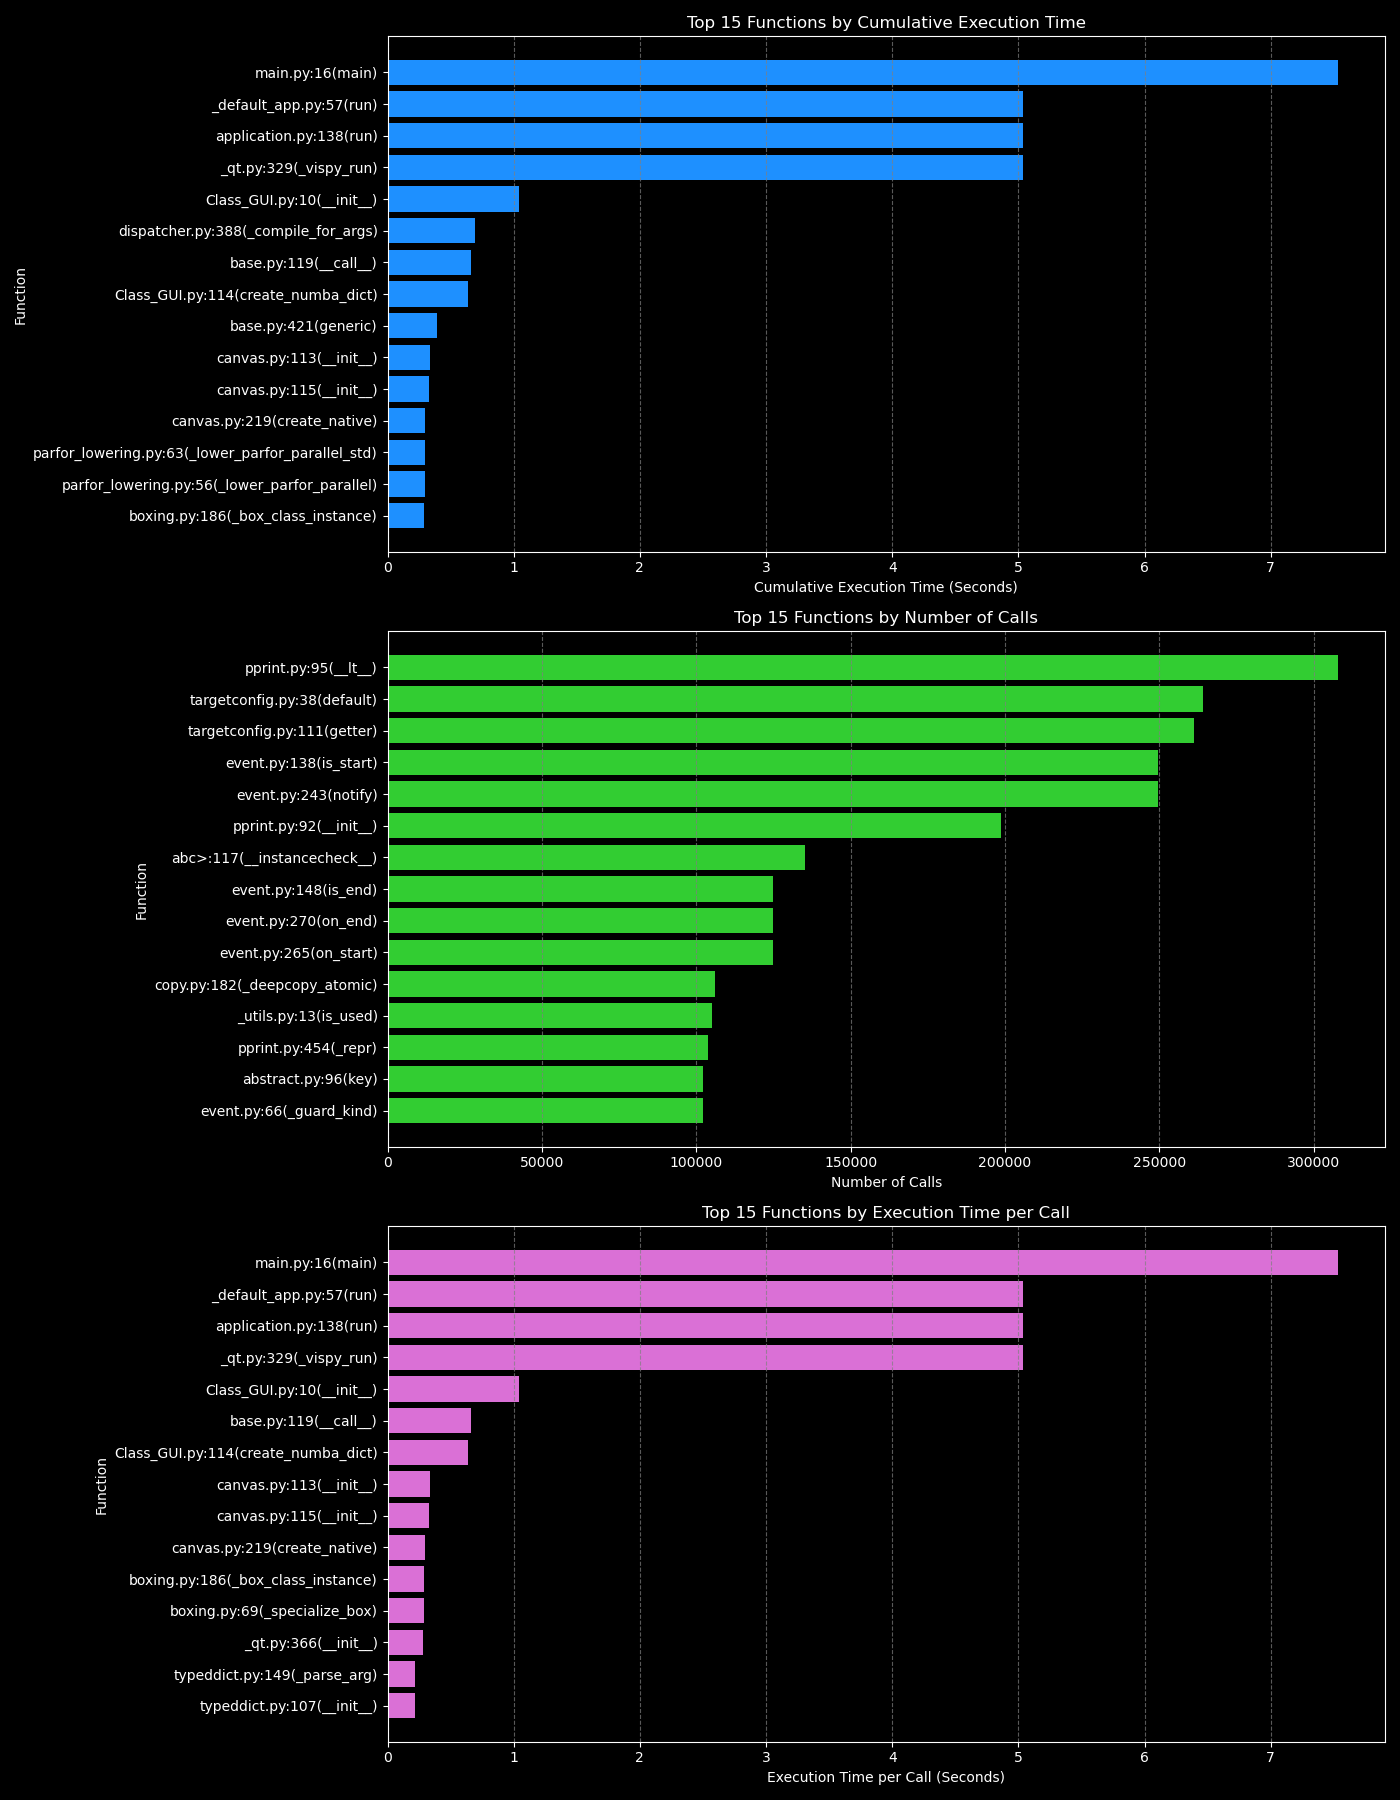 Top 15 Functions by Cumulative Execution Time
main.py:16(main)
_default_app.py:57(run)
application.py:138(run)
_qt.py:329(_vispy_run)
Class_GUI.py:10(__init__)
dispatcher.py:388(_compile_for_args)
base.py:119(__call__)
Class_GUI.py:114(create_numba_dict)
base.py:421(generic)
canvas.py:113(__init__)
canvas.py:115(__init__)
canvas.py:219(create_native)
parfor_lowering.py:63(_lower_parfor_parallel_std)
parfor_lowering.py:56(_lower_parfor_parallel)
boxing.py:186(_box_class_instance)
Function
0 1 2 3 4 5 6 7
Cumulative Execution Time (Seconds)
Top 15 Functions by Number of Calls
pprint.py:95(__lt__)
targetconfig.py:38(default)
targetconfig.py:111(getter)
event.py:138(is_start)
event.py:243(notify)
pprint.py:92(__init__)
abc>:117(__instancecheck__)
event.py:148(is_end)
event.py:270(on_end)
event.py:265(on_start)
copy.py:182(_deepcopy_atomic)
_utils.py:13(is_used)
pprint.py:454(_repr)
abstract.py:96(key)
event.py:66(_guard_kind)
Function
0 50000 100000 150000 200000 250000 300000
Number of Calls
Top 15 Functions by Execution Time per Call
main.py:16(main)
_default_app.py:57(run)
application.py:138(run)
_qt.py:329(_vispy_run)
Class_GUI.py:10(__init__)
base.py:119(__call__)
Class_GUI.py:114(create_numba_dict)
canvas.py:113(__init__)
canvas.py:115(__init__)
canvas.py:219(create_native)
boxing.py:186(_box_class_instance)
boxing.py:69(_specialize_box)
_qt.py:366(__init__)
typeddict.py:149(_parse_arg)
typeddict.py:107(__init__)
Function
0 1 2 3 4 5 6 7
Execution Time per Call (Seconds)